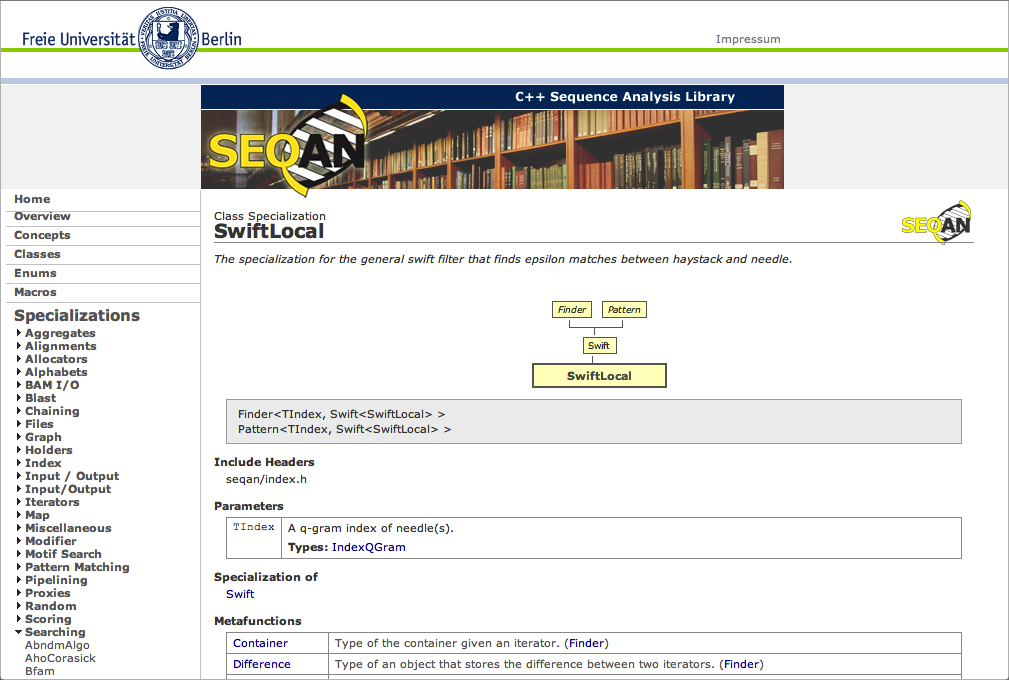 Freie Universität Berlin
Impressum
C++ Sequence Analysis Library
SEQAN
Home
Overview
Concepts
Classes
Enums
Macros
Specializations
Aggregates
Alignments
Allocators
Alphabets
BAM I/O
Blast
Chaining
Files
Graph
Holders
Index
Input / Output
Input/Output
Iterators
Map
Miscellaneous
Modifier
Motif Search
Pattern Matching
Pipelining
Proxies
Random
Scoring
Searching
AbndmAlgo
AhoCorasick
Bfam
Class Specialization
SwiftLocal
SEQAN
The specialization for the general swift filter that finds epsilon matches between haystack and needle.
Finder Pattern
Swift
SwiftLocal
Finder<TIndex, Swift<SwiftLocal> >
Pattern<TIndex, Swift<SwiftLocal> >
Include Headers
seqan/index.h
Parameters
TIndex A q-gram index of needle(s).
Types: IndexQGram
Specialization of
Swift
Metafunctions
Container Type of the container given an iterator. (Finder)
Difference Type of an object that stores the difference between two iterators. (Finder)